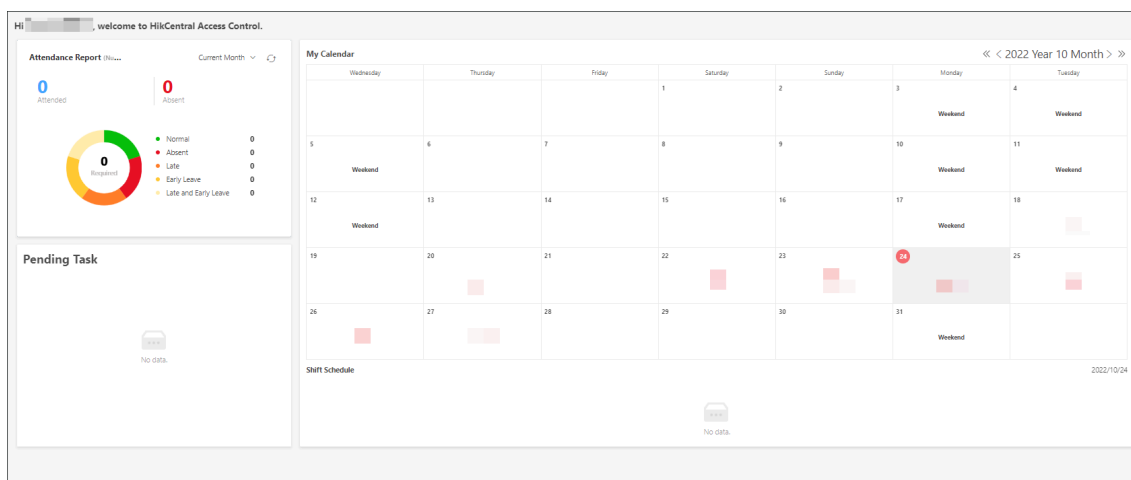 Hi , welcome to HikCentral Access Control.
Attendance Report (No...
Current Month
0
Attended
0
Absent
0
Required
Normal 0
Absent 0
Late 0
Early Leave 0
Late and Early Leave 0
Pending Task
No data.
My Calendar
« < 2022 Year 10 Month > »
Wednesday Thursday Friday Saturday Sunday Monday Tuesday
1 2 3 4
Weekend Weekend
5 6 7 8 9 10 11
Weekend Weekend Weekend
12 13 14 15 16 17 18
Weekend Weekend
19 20 21 22 23 24 25
26 27 28 29 30 31
Weekend
Shift Schedule 2022/10/24
No data.